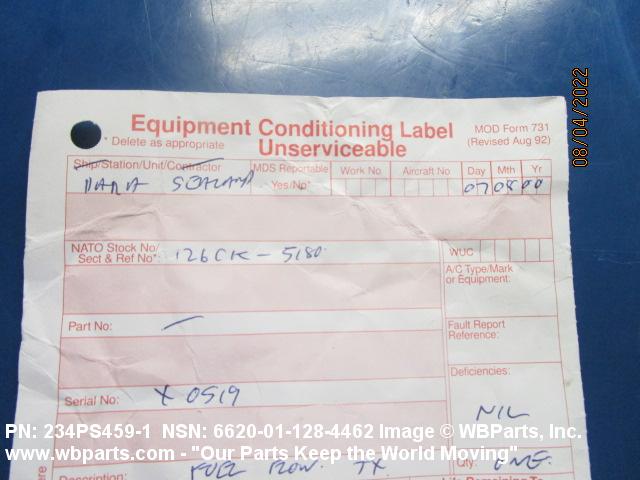 08/04/2022
Equipment Conditioning Label
Unserviceable
MOD Form 731
(Revised Aug 92)
* Delete as appropriate
Ship/Station/Unit/Contractor MDS Reportable Work No Aircraft No Day Mth Yr
Yes/No*
NATO Stock No/
Sect & Ref No*: 126CK - 5180
WUC
A/C Type/Mark
or Equipment:
Part No: —
Fault Report
Reference:
Deficiencies:
Serial No: X 0519
NIL
PN: 234PS459-1 NSN: 6620-01-128-4462 Image © WBParts, Inc.
www.wbparts.com - "Our Parts Keep the World Moving"
Description: FUEL FLOW. TX.
Qty: ONE.
Life Remaining To